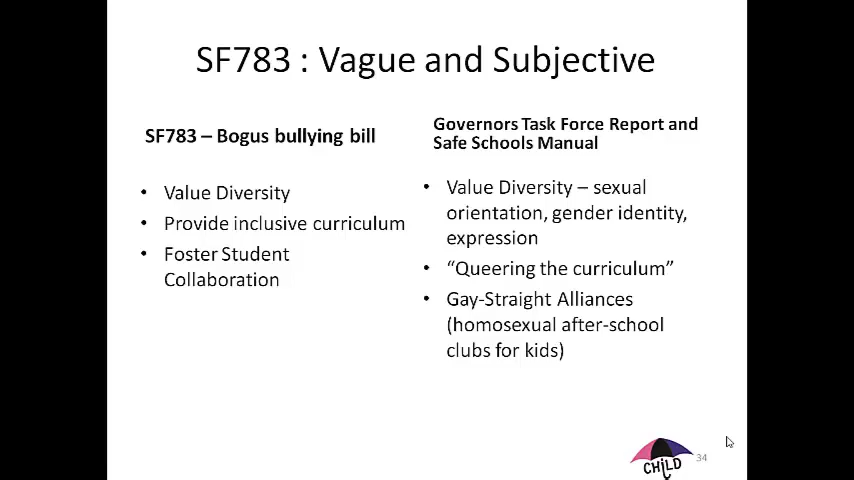 SF783 : Vague and Subjective
SF783 – Bogus bullying bill
• Value Diversity
• Provide inclusive curriculum
• Foster Student
Collaboration
Governors Task Force Report and
Safe Schools Manual
• Value Diversity – sexual
orientation, gender identity,
expression
• “Queering the curriculum”
• Gay-Straight Alliances
(homosexual after-school
clubs for kids)
CHiLD
34